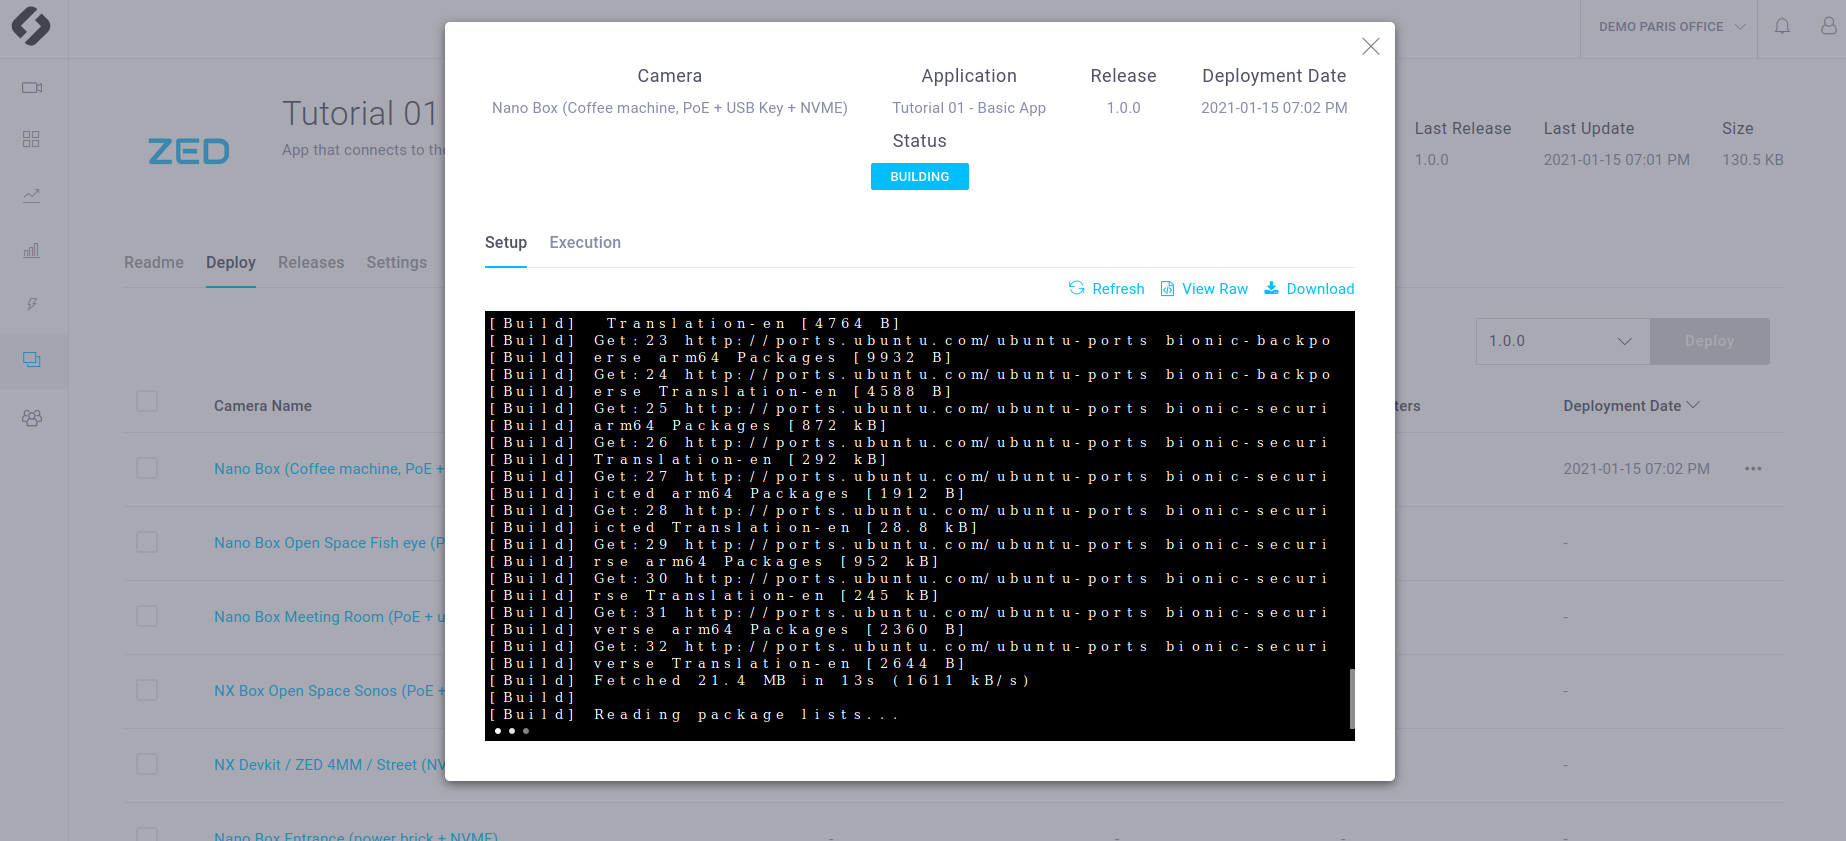 DEMO PARIS OFFICE
ZED
Tutorial 01
App that connects to the
Last Release
Last Update
Size
1.0.0
2021-01-15 07:01 PM
130.5 KB
Readme
Deploy
Releases
Settings
1.0.0
Deploy
Camera Name
ters
Deployment Date
Nano Box (Coffee machine, PoE +
2021-01-15 07:02 PM
Nano Box Open Space Fish eye (P
-
Nano Box Meeting Room (PoE + u
-
NX Box Open Space Sonos (PoE +
-
NX Devkit / ZED 4MM / Street (NV
-
Nano Box Entrance (power brick + NVME)
-
-
-
-
Camera
Application
Release
Deployment Date
Nano Box (Coffee machine, PoE + USB Key + NVME)
Tutorial 01 - Basic App
1.0.0
2021-01-15 07:02 PM
Status
BUILDING
Setup
Execution
Refresh
View Raw
Download
[Build]  Translation-en [4764 B]
[Build] Get:23 http://ports.ubuntu.com/ubuntu-ports bionic-backpo
[Build] erse arm64 Packages [9932 B]
[Build] Get:24 http://ports.ubuntu.com/ubuntu-ports bionic-backpo
[Build] erse Translation-en [4588 B]
[Build] Get:25 http://ports.ubuntu.com/ubuntu-ports bionic-securi
[Build] arm64 Packages [872 kB]
[Build] Get:26 http://ports.ubuntu.com/ubuntu-ports bionic-securi
[Build] Translation-en [292 kB]
[Build] Get:27 http://ports.ubuntu.com/ubuntu-ports bionic-securi
[Build] icted arm64 Packages [1912 B]
[Build] Get:28 http://ports.ubuntu.com/ubuntu-ports bionic-securi
[Build] icted Translation-en [28.8 kB]
[Build] Get:29 http://ports.ubuntu.com/ubuntu-ports bionic-securi
[Build] rse arm64 Packages [952 kB]
[Build] Get:30 http://ports.ubuntu.com/ubuntu-ports bionic-securi
[Build] rse Translation-en [245 kB]
[Build] Get:31 http://ports.ubuntu.com/ubuntu-ports bionic-securi
[Build] verse arm64 Packages [2360 B]
[Build] Get:32 http://ports.ubuntu.com/ubuntu-ports bionic-securi
[Build] verse Translation-en [2644 B]
[Build] Fetched 21.4 MB in 13s (1611 kB/s)
[Build]
[Build] Reading package lists...